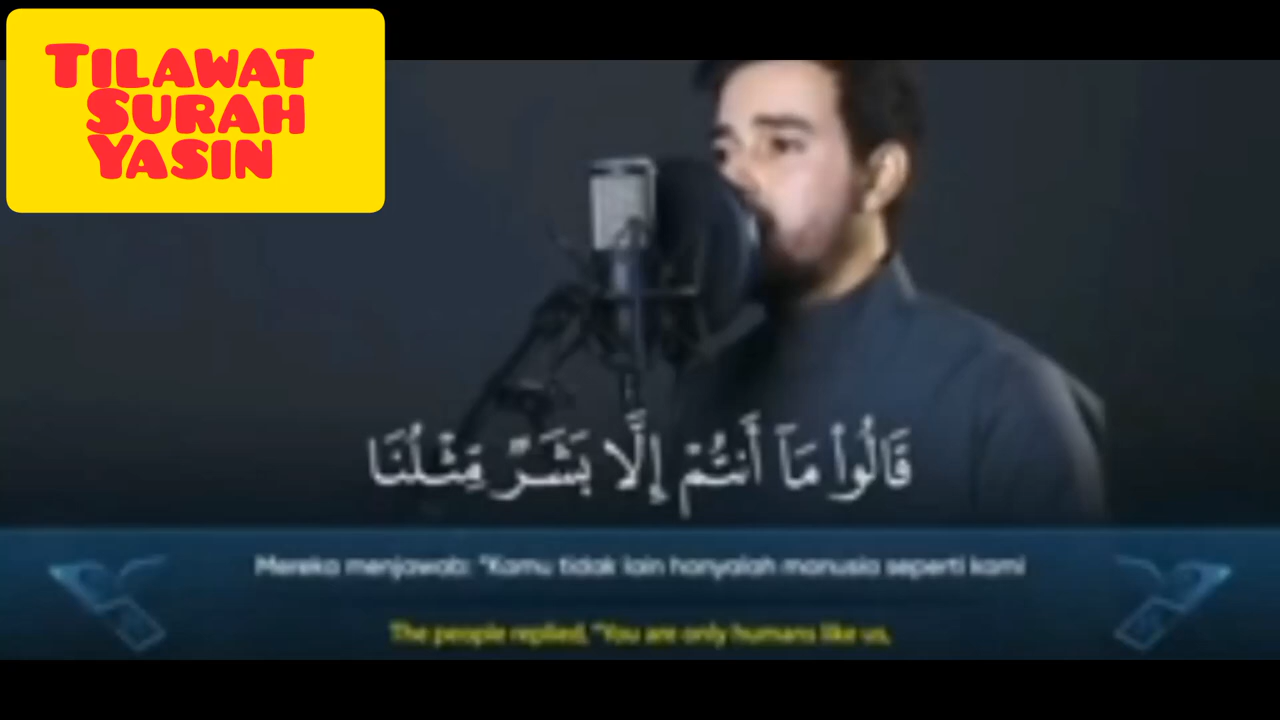 TILAWAT
SURAH
YASIN
قَالُوا۟ مَآ أَنتُمْ إِلَّا بَشَرٌ مِّثْلُنَا
Mereka menjawab: "Kamu tidak lain hanyalah manusia seperti kami
The people replied, "You are only humans like us,